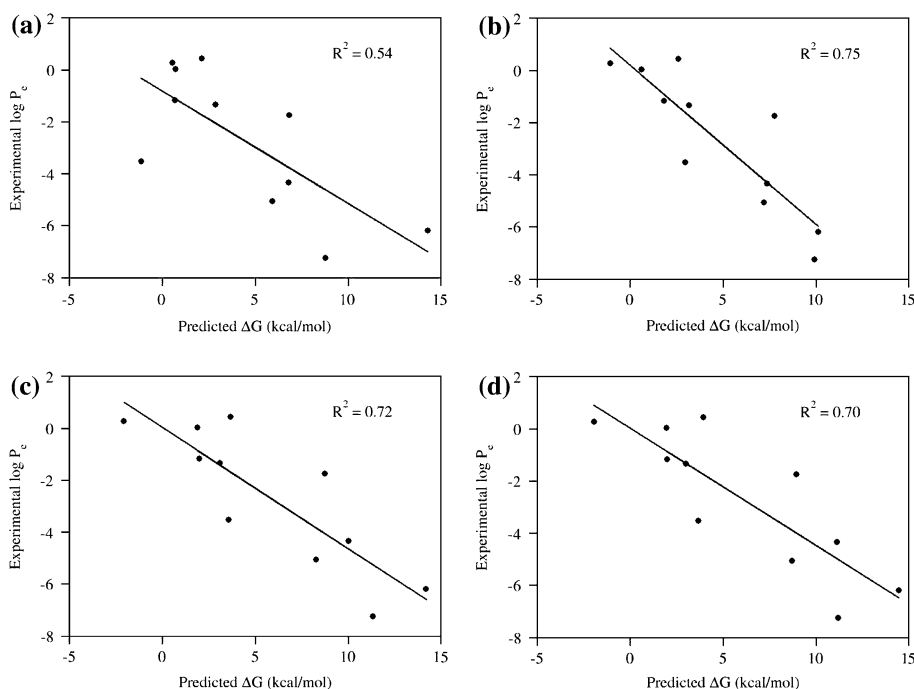 (a)
R² = 0.54
Experimental log Pe
2
0
-2
-4
-6
-8
-5
0
5
10
15
Predicted ΔG (kcal/mol)
(b)
R² = 0.75
Experimental log Pe
2
0
-2
-4
-6
-8
-5
0
5
10
15
Predicted ΔG (kcal/mol)
(c)
R² = 0.72
Experimental log Pe
2
0
-2
-4
-6
-8
-5
0
5
10
15
Predicted ΔG (kcal/mol)
(d)
R² = 0.70
Experimental log Pe
2
0
-2
-4
-6
-8
-5
0
5
10
15
Predicted ΔG (kcal/mol)